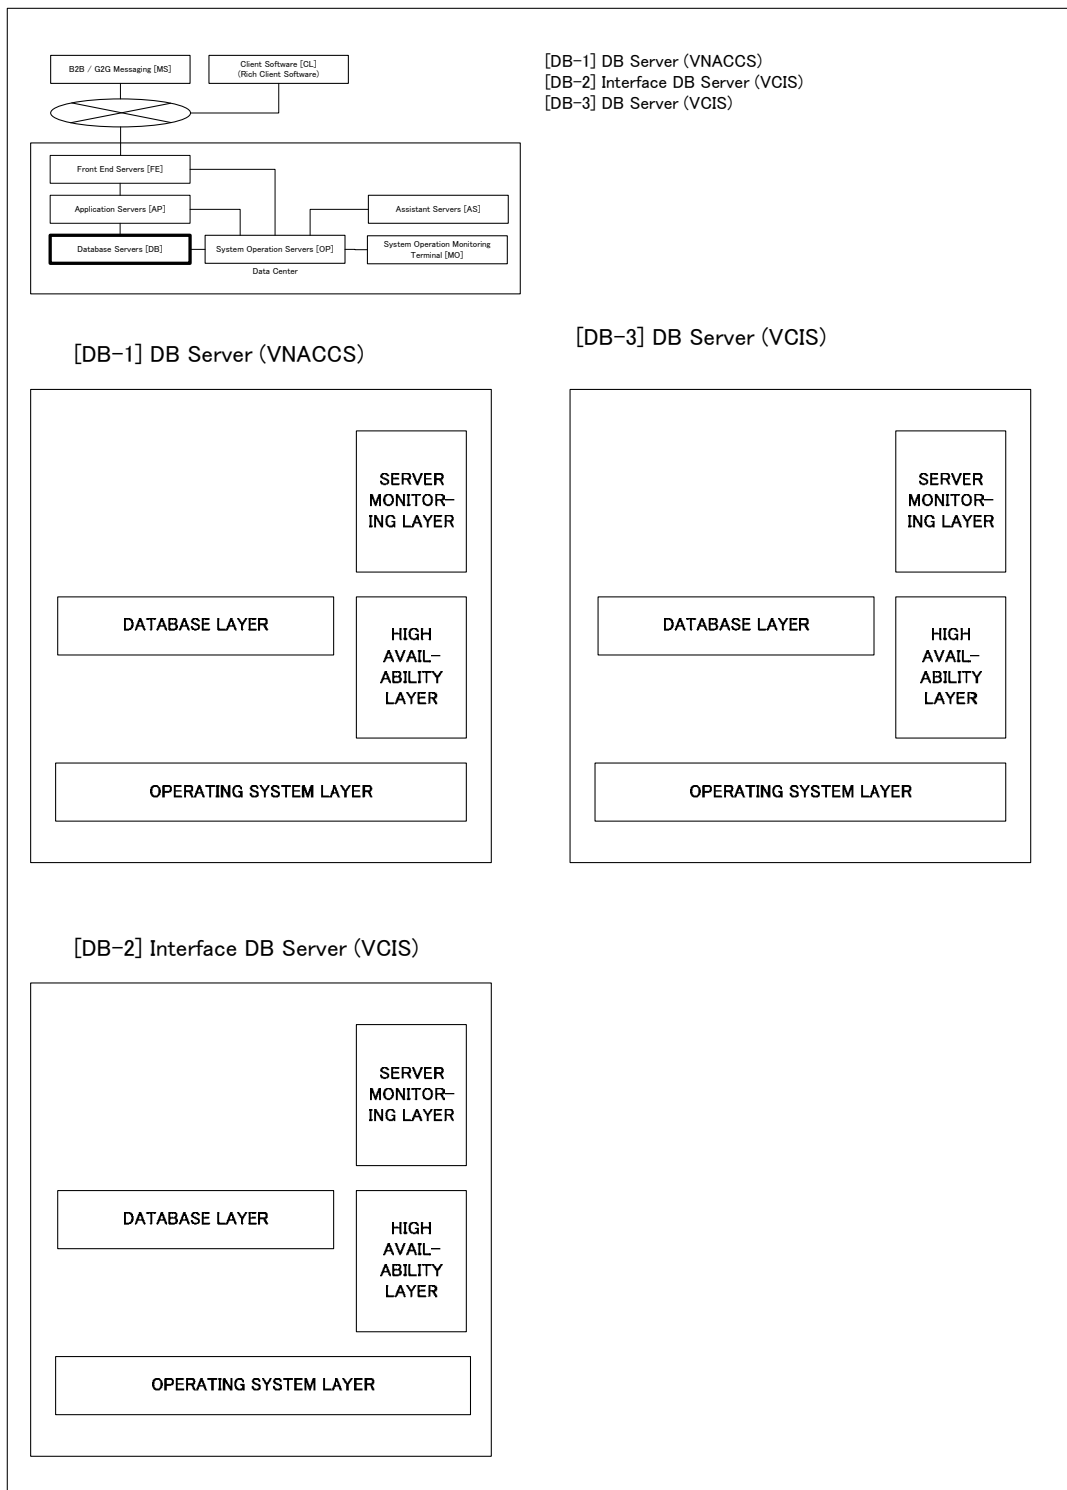 B2B / G2G Messaging [MS]
Client Software [CL]
(Rich Client Software)
[DB-1] DB Server (VNACCS)
[DB-2] Interface DB Server (VCIS)
[DB-3] DB Server (VCIS)
Front End Servers [FE]
Application Servers [AP]
Assistant Servers [AS]
Database Servers [DB]
System Operation Servers [OP]
System Operation Monitoring
Terminal [MO]
Data Center
[DB-1] DB Server (VNACCS)
SERVER
MONITOR-
ING LAYER
DATABASE LAYER
HIGH
AVAIL-
ABILITY
LAYER
OPERATING SYSTEM LAYER
[DB-3] DB Server (VCIS)
SERVER
MONITOR-
ING LAYER
DATABASE LAYER
HIGH
AVAIL-
ABILITY
LAYER
OPERATING SYSTEM LAYER
[DB-2] Interface DB Server (VCIS)
SERVER
MONITOR-
ING LAYER
DATABASE LAYER
HIGH
AVAIL-
ABILITY
LAYER
OPERATING SYSTEM LAYER